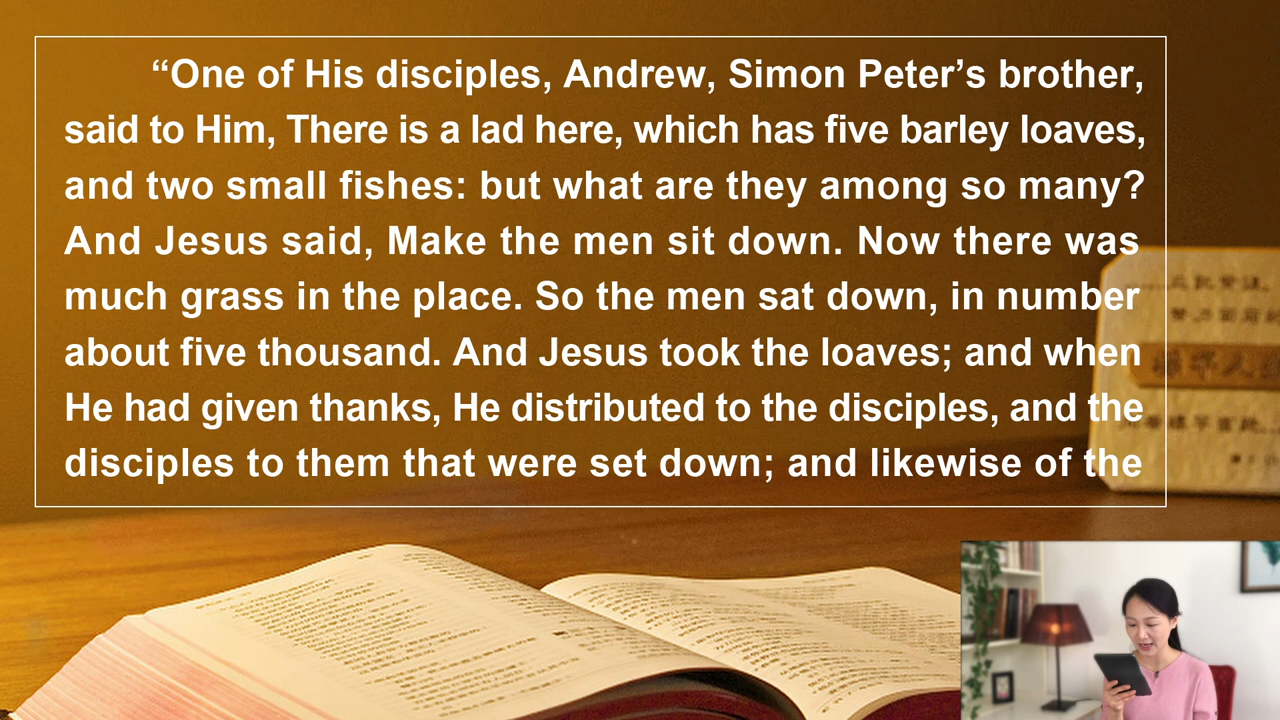 “One of His disciples, Andrew, Simon Peter’s brother,
said to Him, There is a lad here, which has five barley loaves,
and two small fishes: but what are they among so many?
And Jesus said, Make the men sit down. Now there was
much grass in the place. So the men sat down, in number
about five thousand. And Jesus took the loaves; and when
He had given thanks, He distributed to the disciples, and the
disciples to them that were set down; and likewise of the